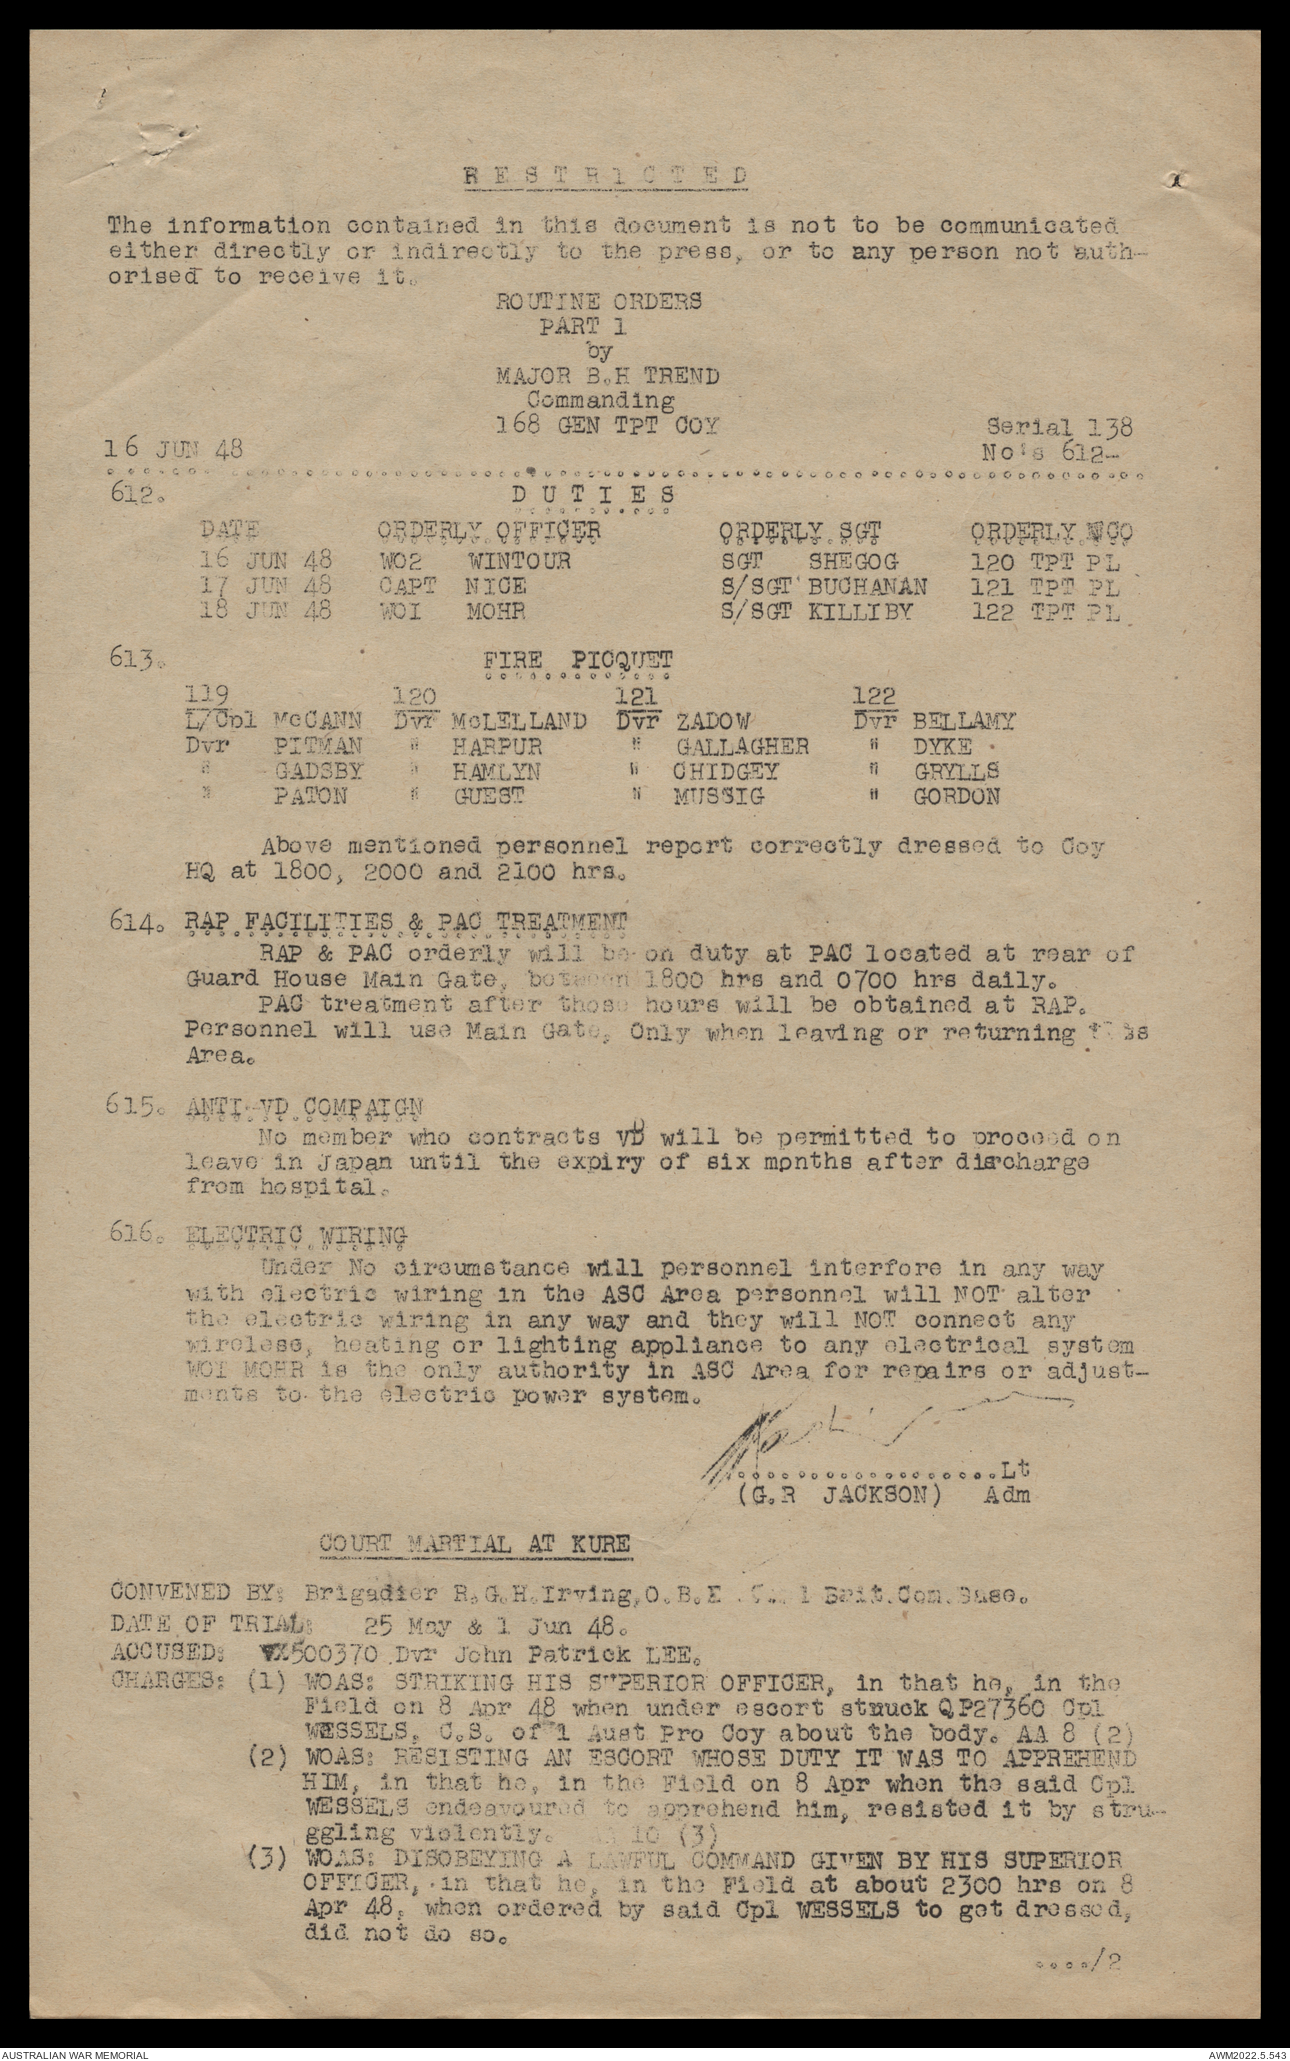 RESTRICTED
The information contained in this document is not to be communicated
either directly or indirectly to the press, or to any person not auth-
orised to receive it.
ROUTINE ORDERS
PART 1
by
MAJOR B.H TREND
Commanding
168 GEN TPT COY Serial 138
16 JUN 48 No's 612-
612. DUTIES
DATE ORDERLY OFFICER ORDERLY SGT ORDERLY NCO
16 JUN 48 WO2 WINTOUR SGT SHEGOG 120 TPT PL
17 JUN 48 CAPT NICE S/SGT BUCHANAN 121 TPT PL
18 JUN 48 WOI MOHR S/SGT KILLIBY 122 TPT PL
613. FIRE PICQUET
119 120 121 122
L/Cpl McCANN Dvr McLELLAND Dvr ZADOW Dvr BELLAMY
Dvr PITMAN " HARPUR " GALLAGHER " DYKE
" GADSBY " HAMLYN " CHIDGEY " GRYLLS
" PATON " GUEST " MUSSIG " GORDON
Above mentioned personnel report correctly dressed to Coy
HQ at 1800, 2000 and 2100 hrs.
614. RAP FACILITIES & PAC TREATMENT
RAP & PAC orderly will be on duty at PAC located at rear of
Guard House Main Gate, between 1800 hrs and 0700 hrs daily.
PAC treatment after those hours will be obtained at RAP.
Personnel will use Main Gate, Only when leaving or returning this
Area.
615. ANTI-VD COMPAIGN
No member who contracts VD will be permitted to proceed on
leave in Japan until the expiry of six months after discharge
from hospital.
616. ELECTRIC WIRING
Under No circumstance will personnel interfere in any way
with electric wiring in the ASC Area personnel will NOT alter
the electric wiring in any way and they will NOT connect any
wireless, heating or lighting appliance to any electrical system
WOI MOHR is the only authority in ASC Area for repairs or adjust-
ments to the electric power system.
...................Lt
(G.R JACKSON) Adm
COURT MARTIAL AT KURE
CONVENED BY: Brigadier R.G.H.Irving,O.B.E Brit.Com.Base.
DATE OF TRIAL: 25 May & 1 Jun 48.
ACCUSED: VX500370 Dvr John Patrick LEE.
CHARGES: (1) WOAS: STRIKING HIS SUPERIOR OFFICER, in that he, in the
Field on 8 Apr 48 when under escort struck QP27360 Cpl
WESSELS, C.S. of 1 Aust Pro Coy about the body. AA 8 (2)
(2) WOAS: RESISTING AN ESCORT WHOSE DUTY IT WAS TO APPREHEND
HIM, in that he, in the Field on 8 Apr when the said Cpl
WESSELS endeavoured to apprehend him, resisted it by stru-
ggling violently. 10 (3)
(3) WOAS: DISOBEYING A LAWFUL COMMAND GIVEN BY HIS SUPERIOR
OFFICER, in that he, in the Field at about 2300 hrs on 8
Apr 48, when ordered by said Cpl WESSELS to get dressed,
did not do so.
..../2
AUSTRALIAN WAR MEMORIAL AWM2022.5.543